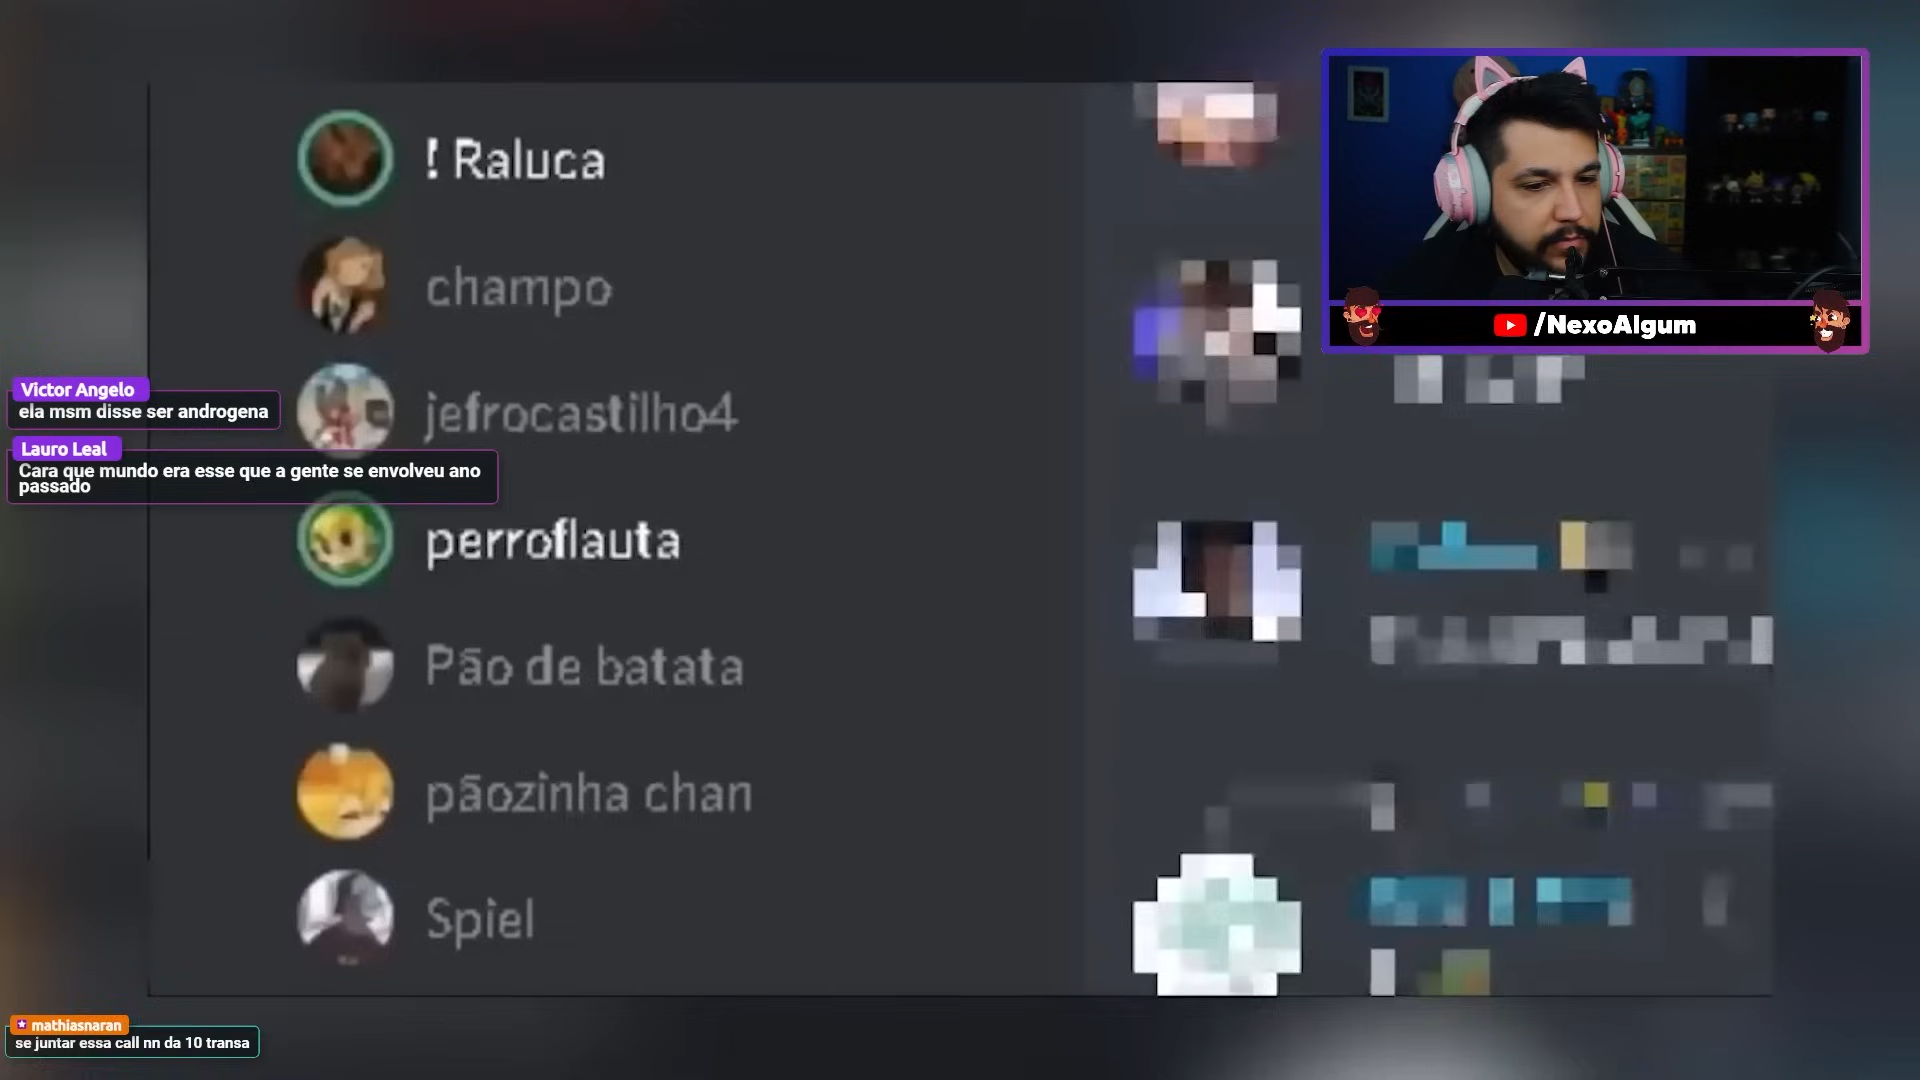 ! Raluca
champo
jefrocastilho4
perroflauta
Pão de batata
pãozinha chan
Spiel
/NexoAlgum
Victor Angelo
ela msm disse ser androgena
Lauro Leal
Cara que mundo era esse que a gente se envolveu ano
passado
mathiasnaran
se juntar essa call nn da 10 transa